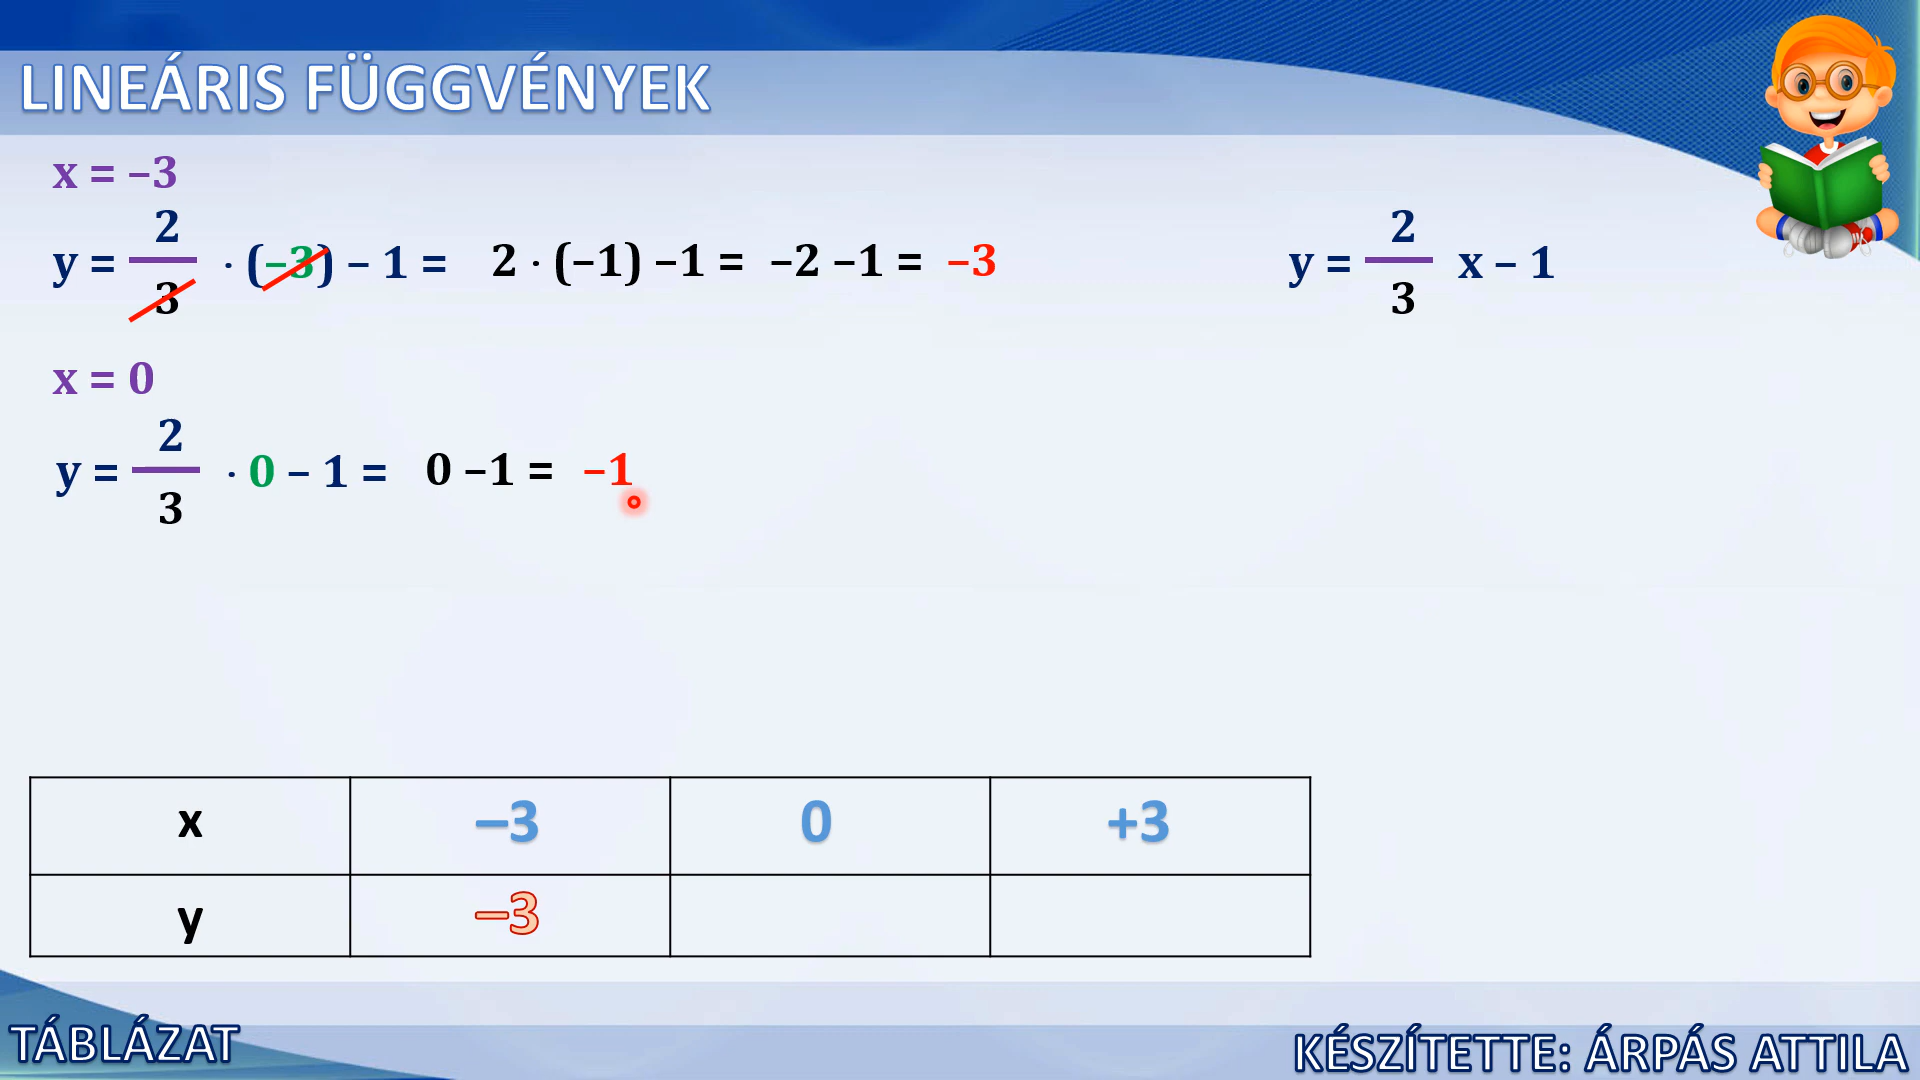 LINEÁRIS FÜGGVÉNYEK
x = −3
y = 2/3 · (−3) − 1 = 2 · (−1) −1 = −2 −1 = −3
y = 2/3 x − 1
x = 0
y = 2/3 · 0 − 1 = 0 −1 = −1
x −3 0 +3
y −3
TÁBLÁZAT
KÉSZÍTETTE: ÁRPÁS ATTILA